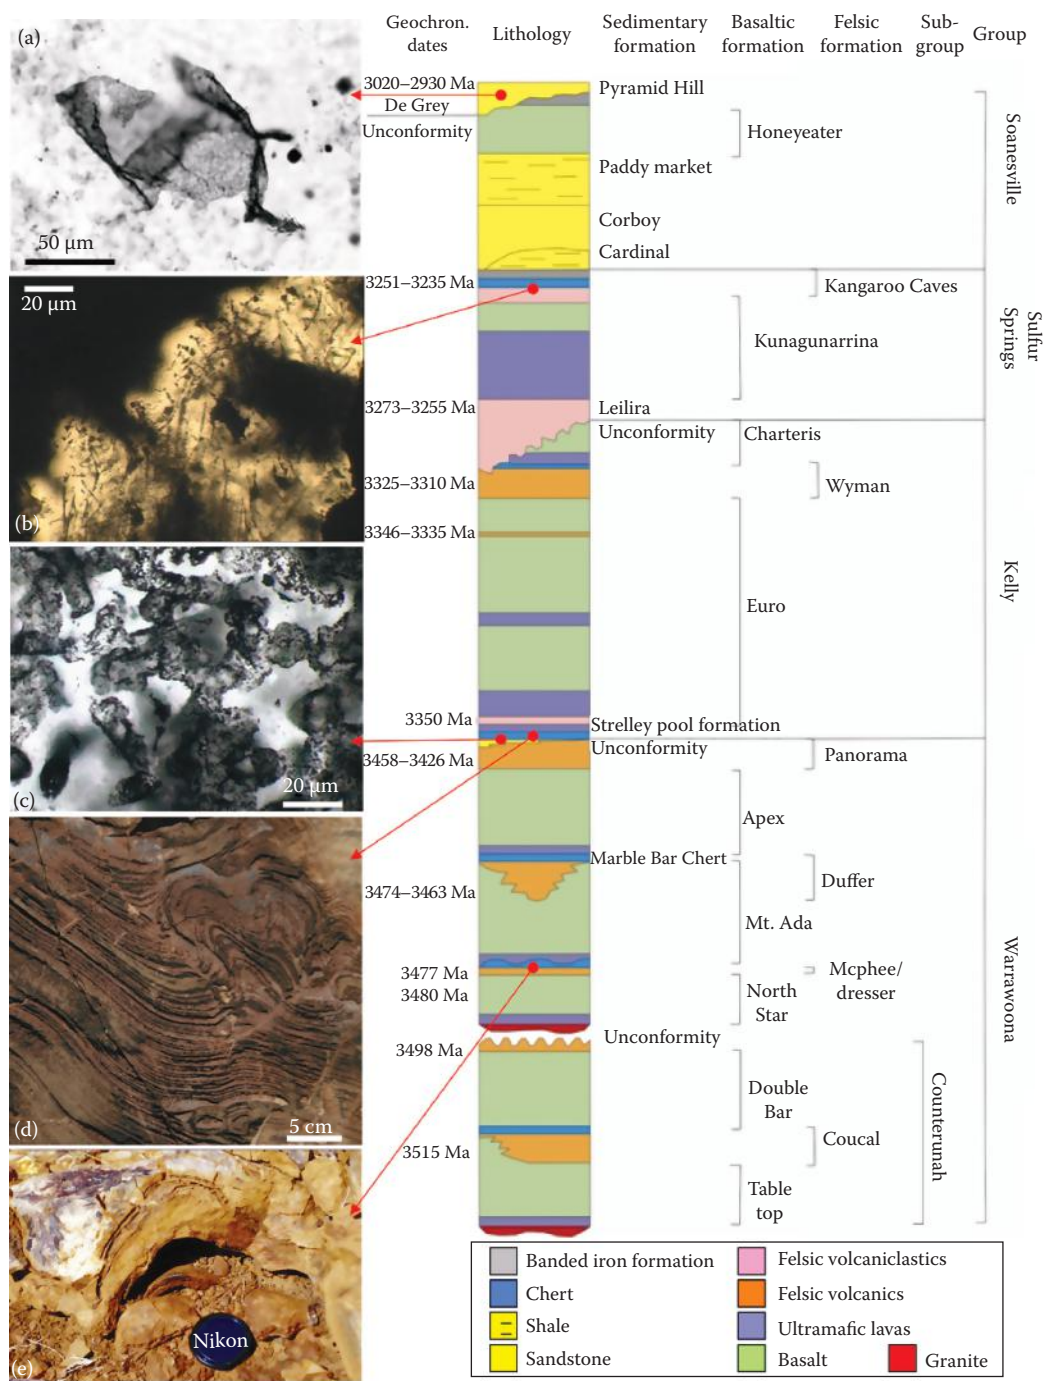 (a)
50 µm
20 µm
(b)
(c)
20 µm
(d)
5 cm
Nikon
(e)
Geochron.
dates
Lithology
Sedimentary
formation
Basaltic
formation
Felsic
formation
Sub-
group
Group
3020–2930 Ma
De Grey
Unconformity
Pyramid Hill
Honeyeater
Paddy market
Corboy
Cardinal
Soanesville
3251–2335 Ma
Kangaroo Caves
Kunagunarrina
Sulfur
Springs
3273–3255 Ma
Leilira
Unconformity
Charteris
3325–3310 Ma
Wyman
3346–3335 Ma
Euro
Kelly
3350 Ma
Strelley pool formation
Unconformity
3458–3426 Ma
Panorama
Apex
Marble Bar Chert
3474–3463 Ma
Duffer
Mt. Ada
3477 Ma
3480 Ma
Mcphee/
dresser
North
Star
Warrawoona
Unconformity
3498 Ma
Double
Bar
Counterunah
3515 Ma
Coucal
Table
top
Banded iron formation
Chert
Shale
Sandstone
Felsic volcaniclastics
Felsic volcanics
Ultramafic lavas
Basalt
Granite